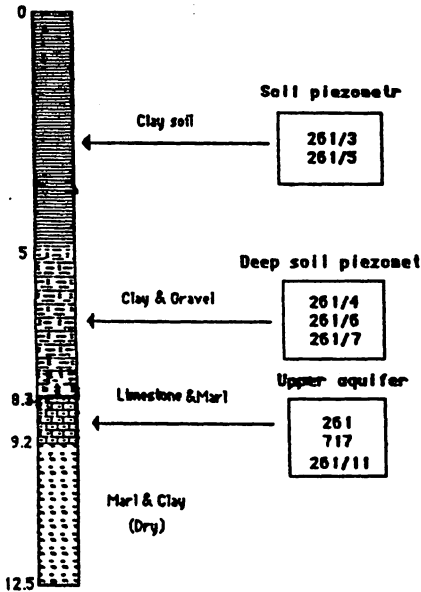 0
Soil piezometr
Clay soil
261/3
261/5
5
Deep soil piezomet
Clay & Gravel
261/4
261/6
261/7
Upper aquifer
8.3
Limestone & Marl
261
717
261/11
9.2
Marl & Clay
(Dry)
12.5